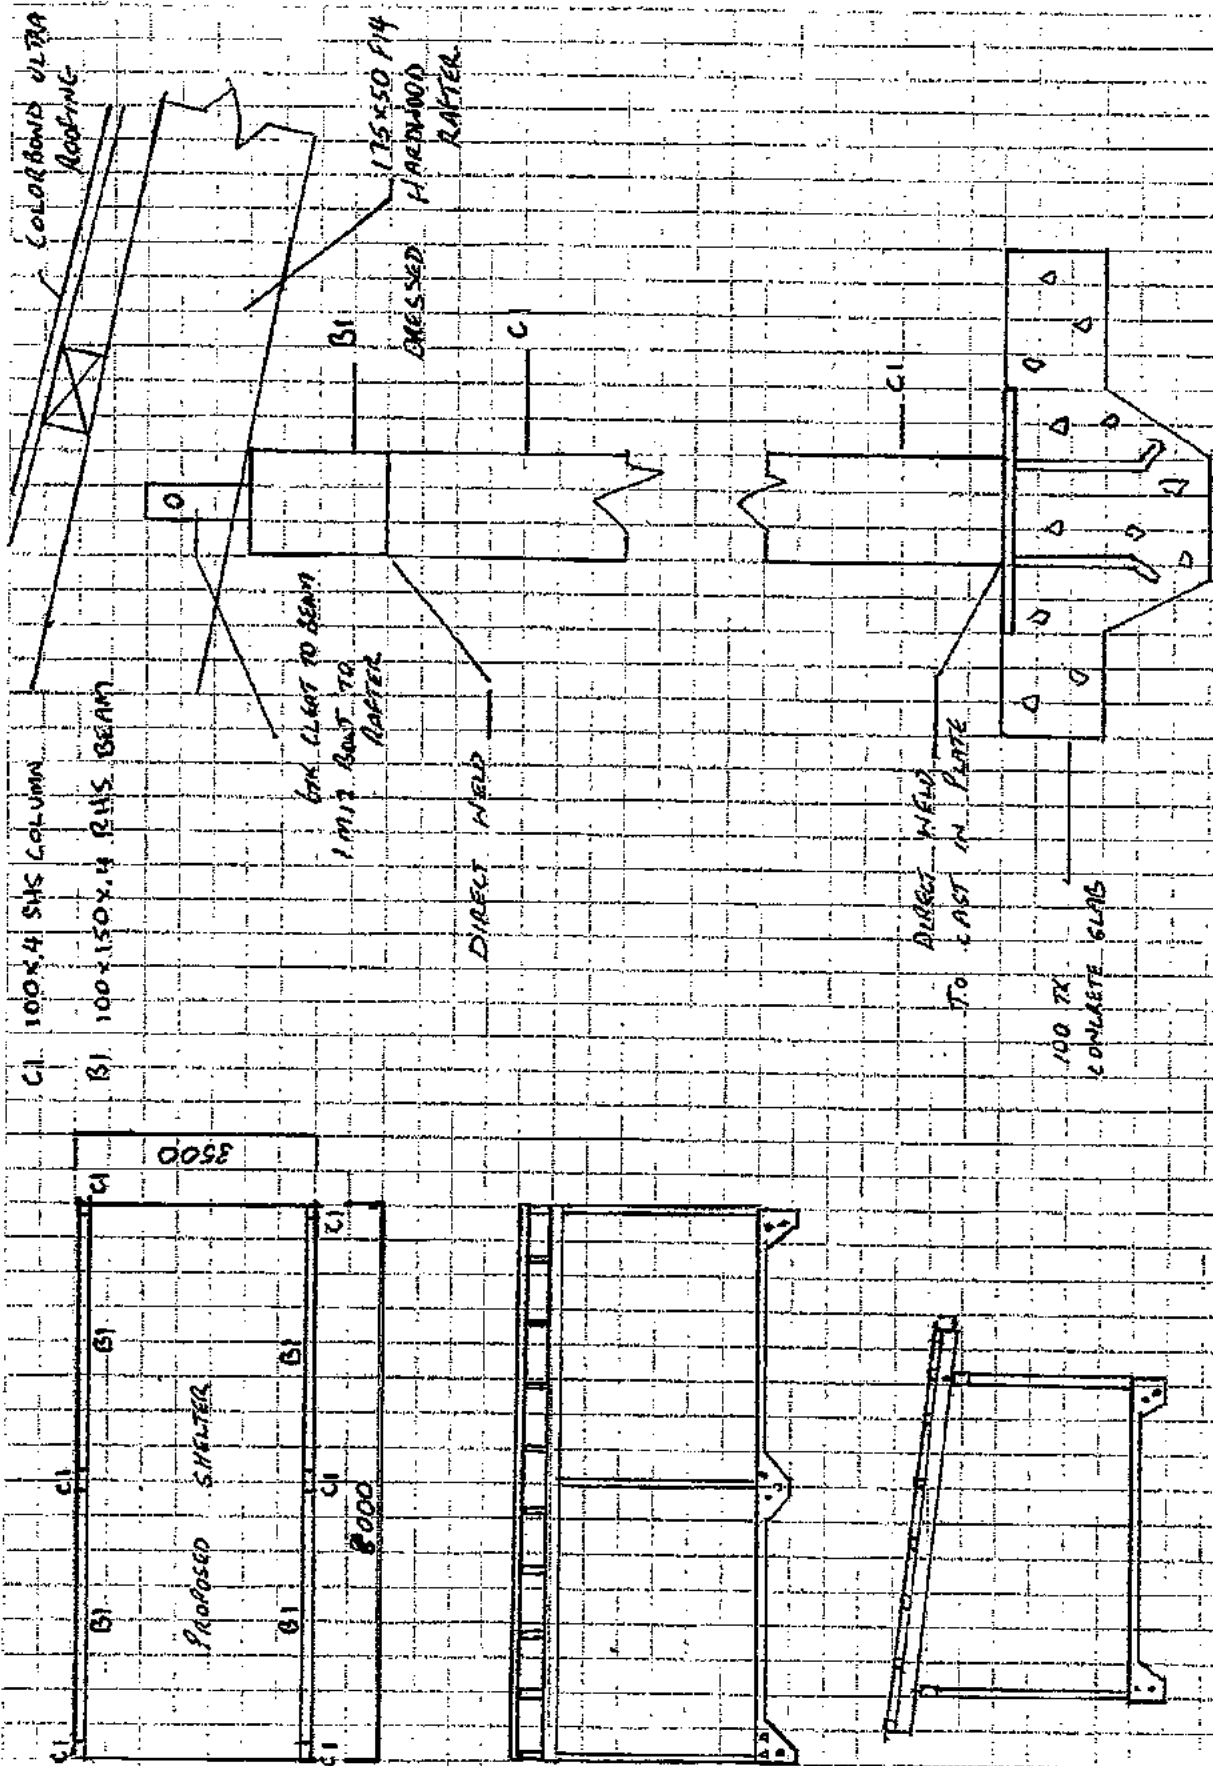 C1 100x4 SHS COLUMN
B1 100x150x4 RHS BEAM
COLORBOND ULTRA
ROOFING
175x50 F14
DRESSED HARDWOOD
RAFTER
6TK CLEAT TO BEAM
1 M12 BOLT TO
RAFTER
B1
C1
DIRECT WELD
C1
DIRECT WELD
TO CAST IN PLATE
100 TK
CONCRETE SLAB
C1
C1
C1
B1
B1
3500
PROPOSED SHELTER
B1
B1
C1
C1
C1
8000